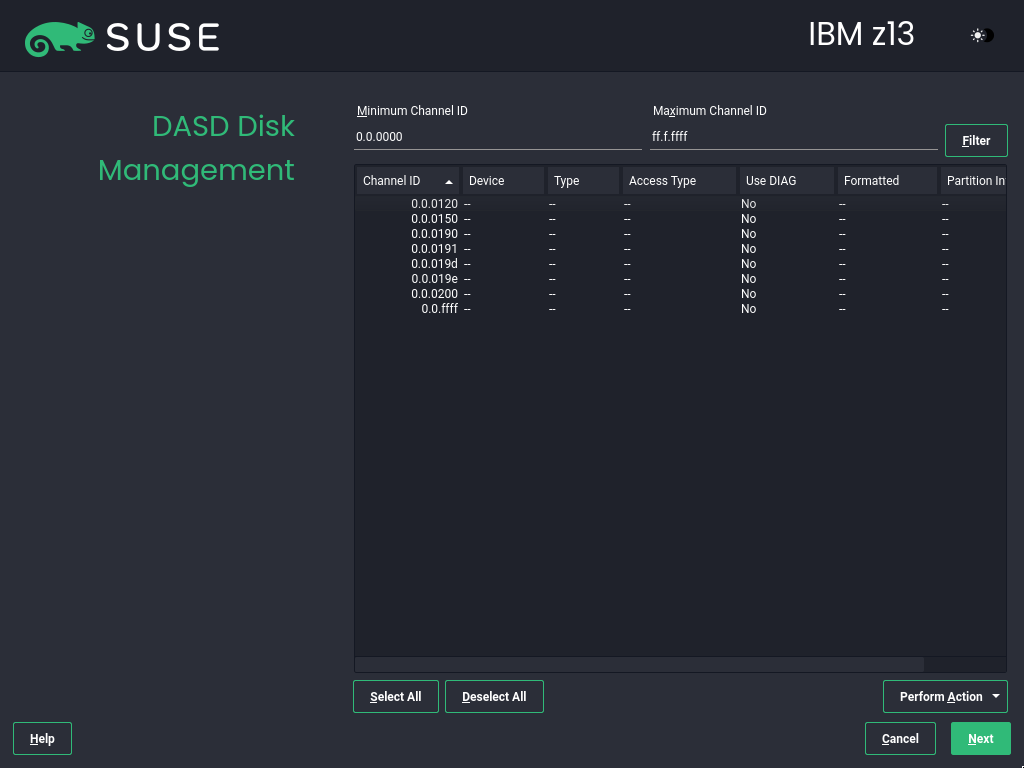 SUSE
IBM z13
DASD Disk
Management
Minimum Channel ID
Maximum Channel ID
0.0.0000
ff.f.ffff
Filter
Channel ID Device Type Access Type Use DIAG Formatted Partition In
0.0.0120 -- -- -- No -- --
0.0.0150 -- -- -- No -- --
0.0.0190 -- -- -- No -- --
0.0.0191 -- -- -- No -- --
0.0.019d -- -- -- No -- --
0.0.019e -- -- -- No -- --
0.0.0200 -- -- -- No -- --
0.0.ffff -- -- -- No -- --
Select All
Deselect All
Perform Action
Help
Cancel
Next